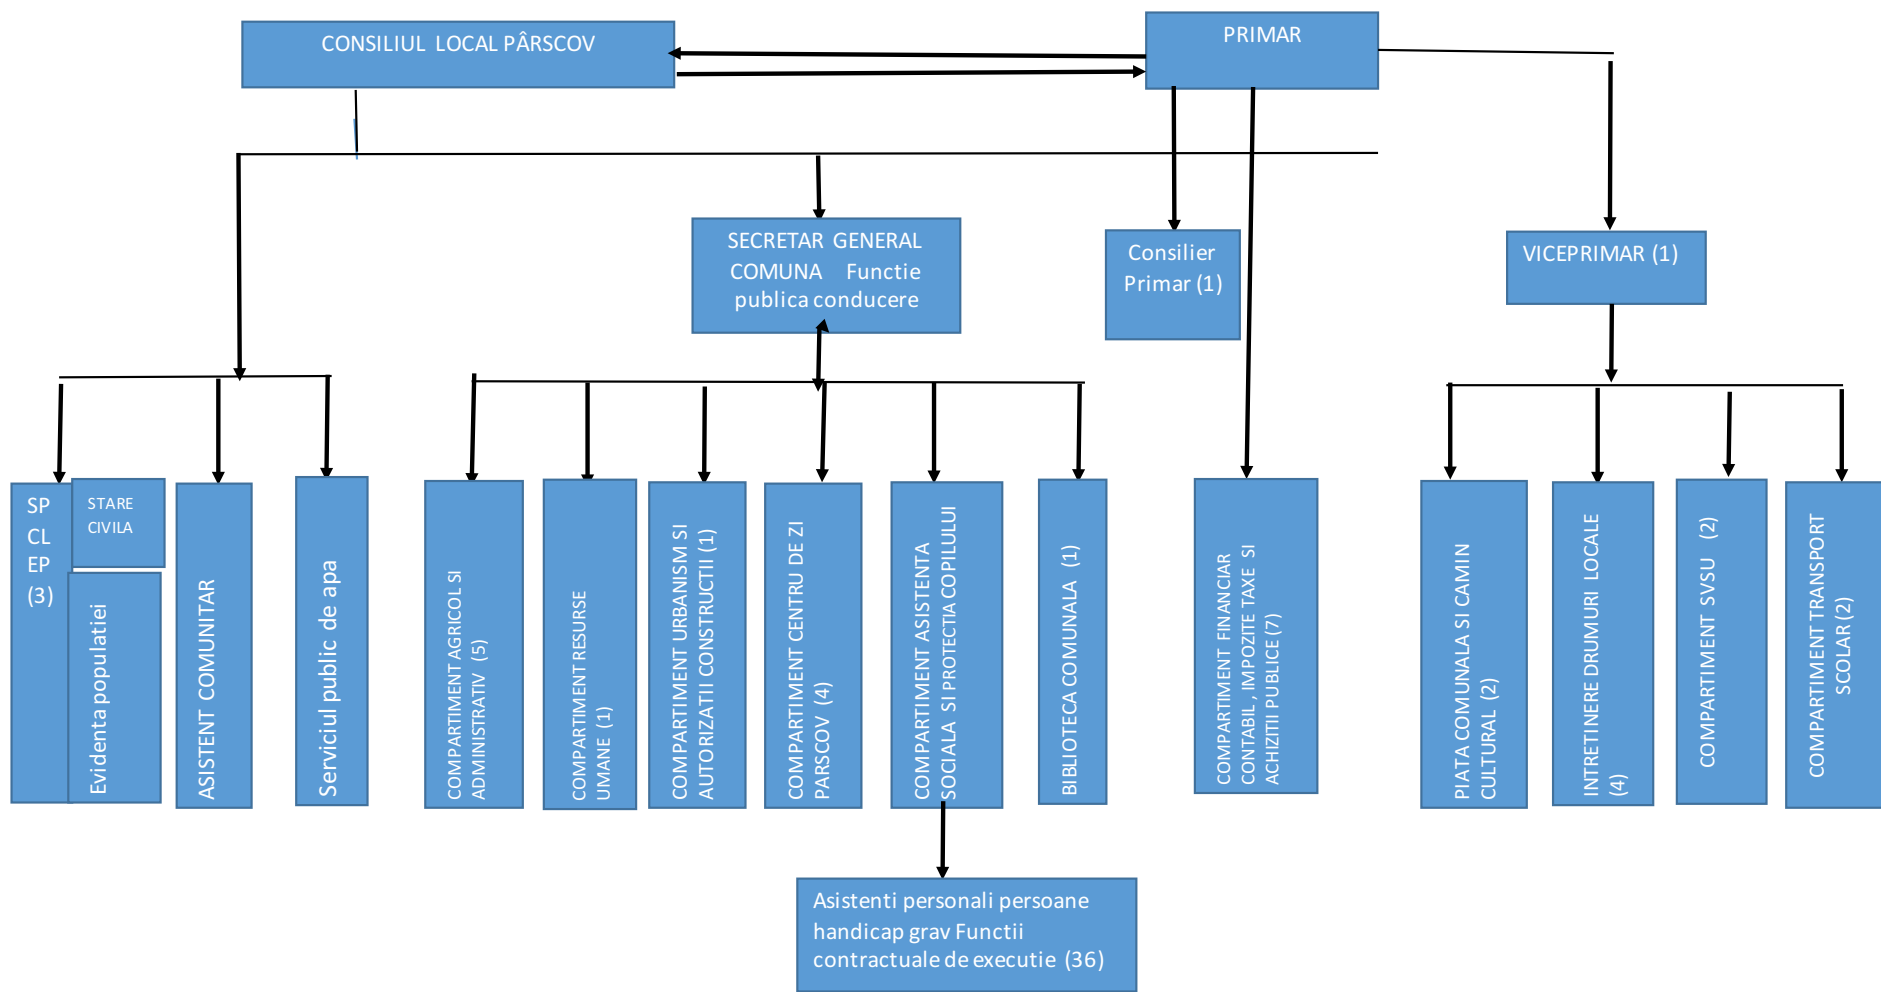 CONSILIUL LOCAL PÂRSCOV
PRIMAR
SECRETAR GENERAL
COMUNA Functie
publica conducere
Consilier
Primar (1)
VICEPRIMAR (1)
SP
CL
EP
(3)
STARE
CIVILA
Evidenta populatiei
ASISTENT COMUNITAR
Serviciul public de apa
COMPARTIMENT AGRICOL SI
ADMINISTRATIV (5)
COMPARTIMENT RESURSE
UMANE (1)
COMPARTIMENT URBANISM SI
AUTORIZATII CONSTRUCTII (1)
COMPARTIMENT CENTRU DE ZI
PARSCOV (4)
COMPARTIMENT ASISTENTA
SOCIALA SI PROTECTIA COPILULUI
BIBLIOTECA COMUNALA (1)
COMPARTIMENT FINANCIAR
CONTABIL , IMPOZITE TAXE SI
ACHIZITII PUBLICE (7)
PIATA COMUNALA SI CAMIN
CULTURAL (2)
INTRETINERE DRUMURI LOCALE
(4)
COMPARTIMENT SVSU (2)
COMPARTIMENT TRANSPORT
SCOLAR (2)
Asistenti personali persoane
handicap grav Functii
contractuale de executie (36)